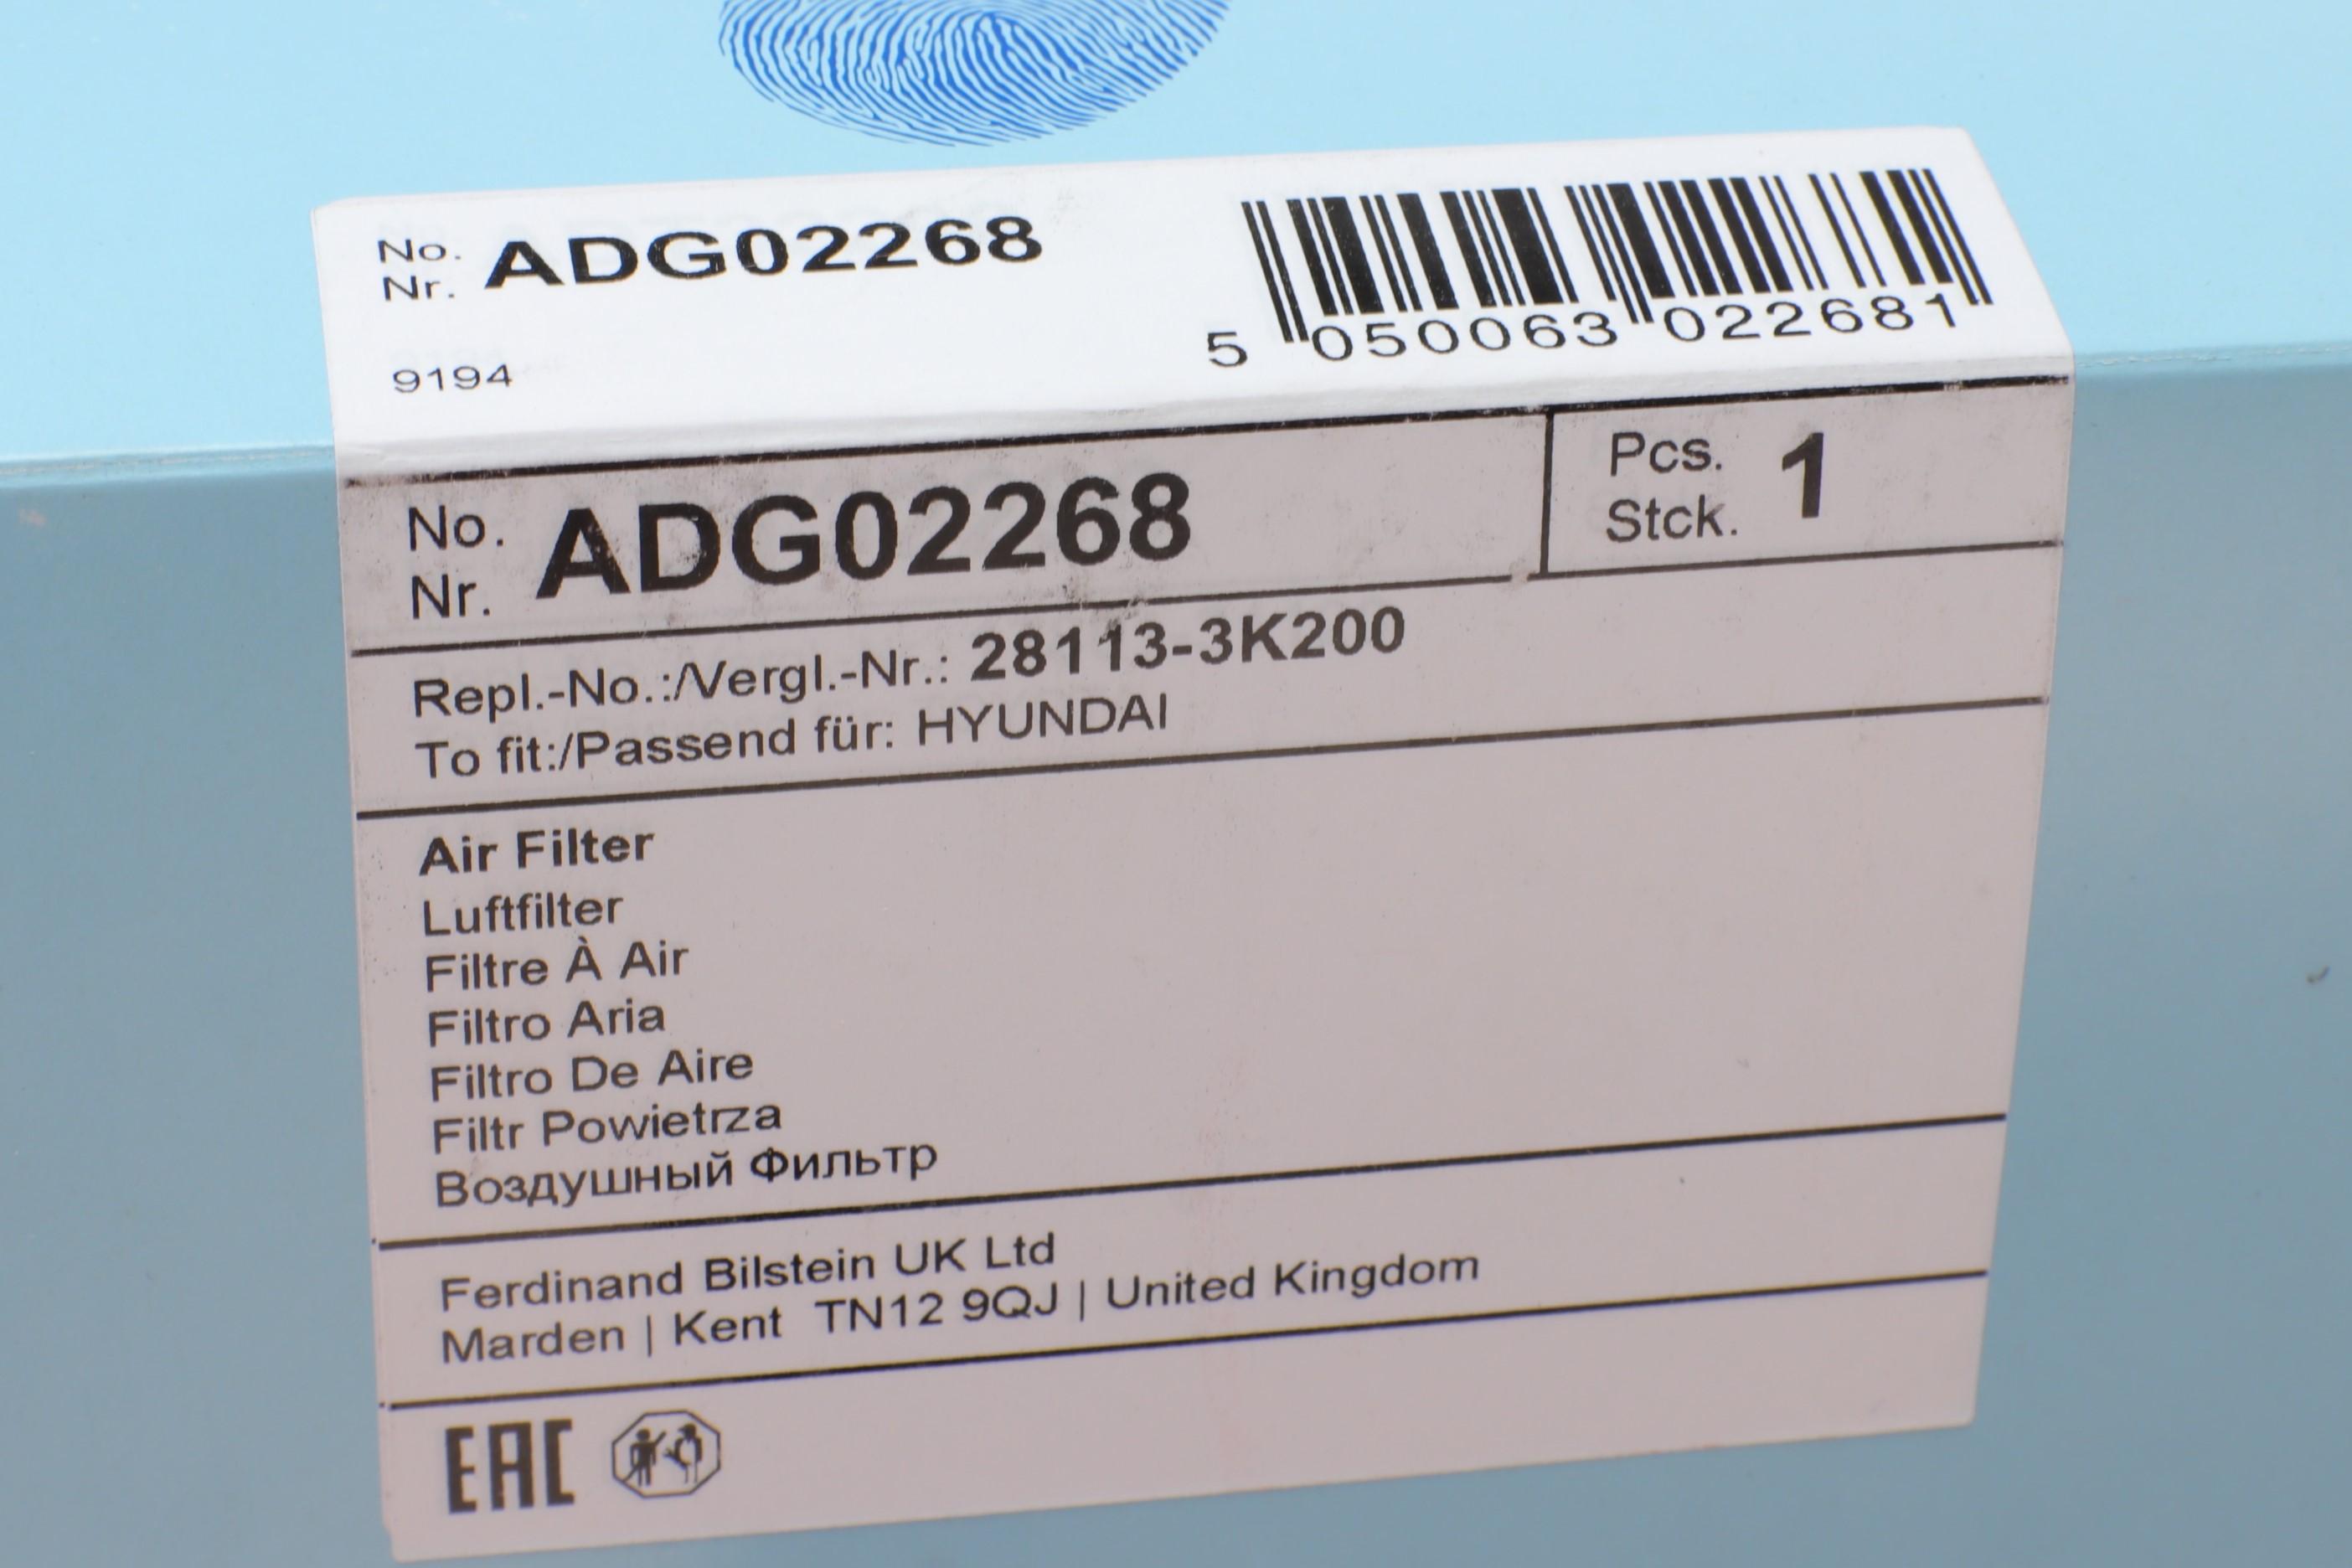 No. ADG02268
Nr.
9194
5 050063 022681
No. ADG02268
Nr.
Pcs. 1
Stck.
Repl.-No.:/Vergl.-Nr.: 28113-3K200
To fit:/Passend für: HYUNDAI
Air Filter
Luftfilter
Filtre À Air
Filtro Aria
Filtro De Aire
Filtr Powietrza
Воздушный Фильтр
Ferdinand Bilstein UK Ltd
Marden | Kent TN12 9QJ | United Kingdom
EAC